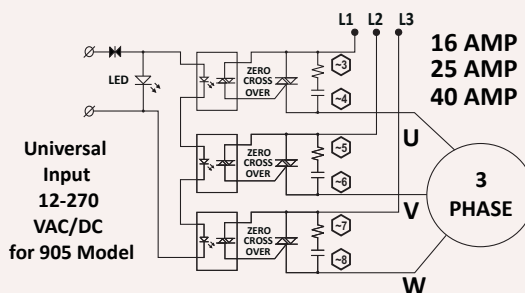 L1 L2 L3
16 AMP
25 AMP
40 AMP
LED
ZERO
CROSS
OVER
~3
~4
U
Universal
Input
12-270
VAC/DC
for 905 Model
ZERO
CROSS
OVER
~5
~6
V
3
PHASE
ZERO
CROSS
OVER
~7
~8
W